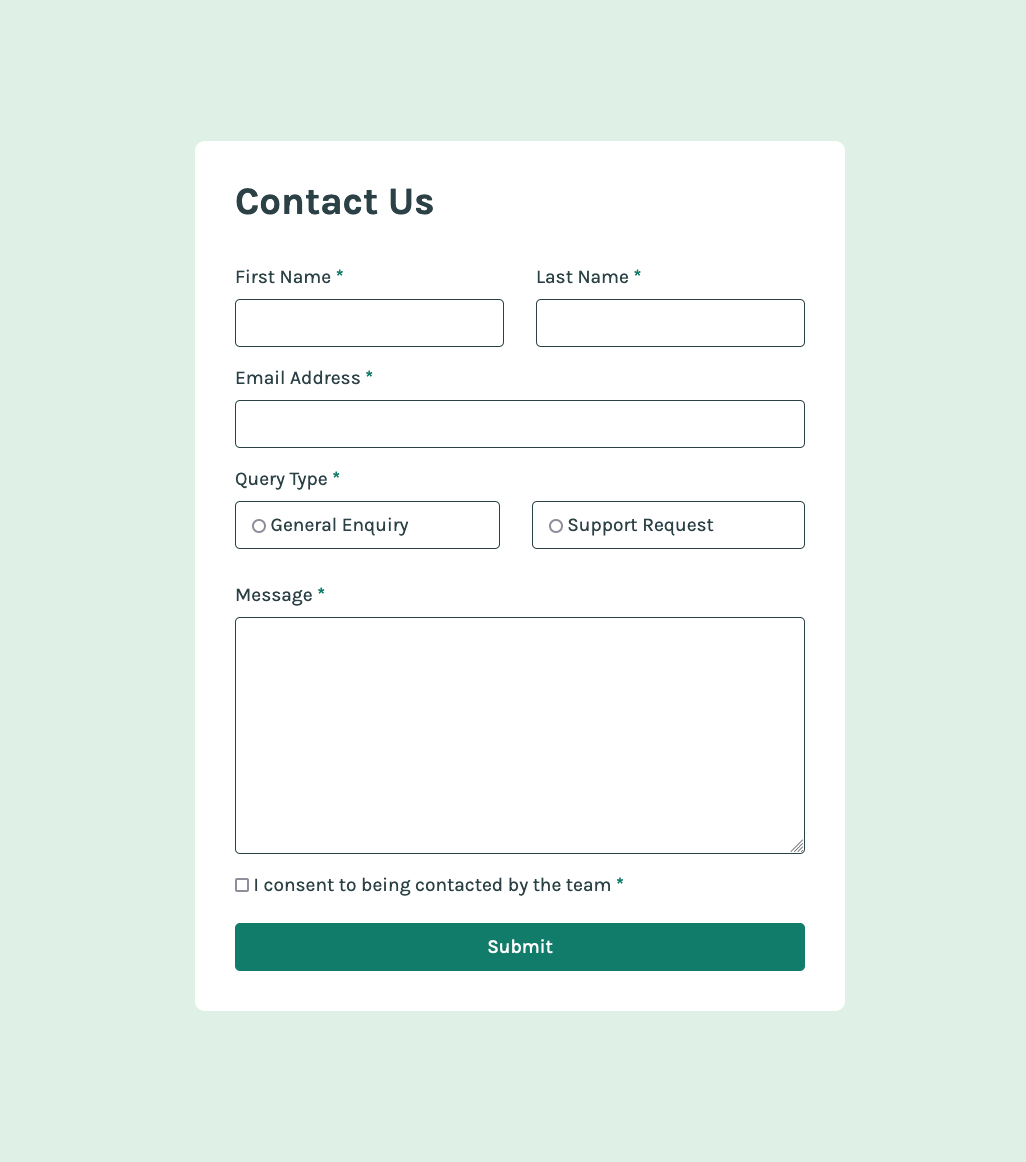 Contact Us
First Name * Last Name *
Email Address *
Query Type *
General Enquiry Support Request
Message *
I consent to being contacted by the team *
Submit